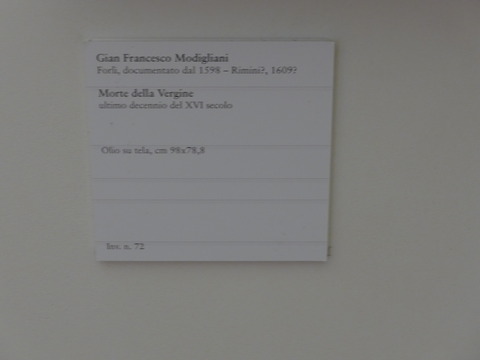 Gian Francesco Modigliani
Forlì, documentato dal 1598 – Rimini?, 1609?
Morte della Vergine
ultimo decennio del XVI secolo
Olio su tela, cm 98x78,8
Inv. n. 72